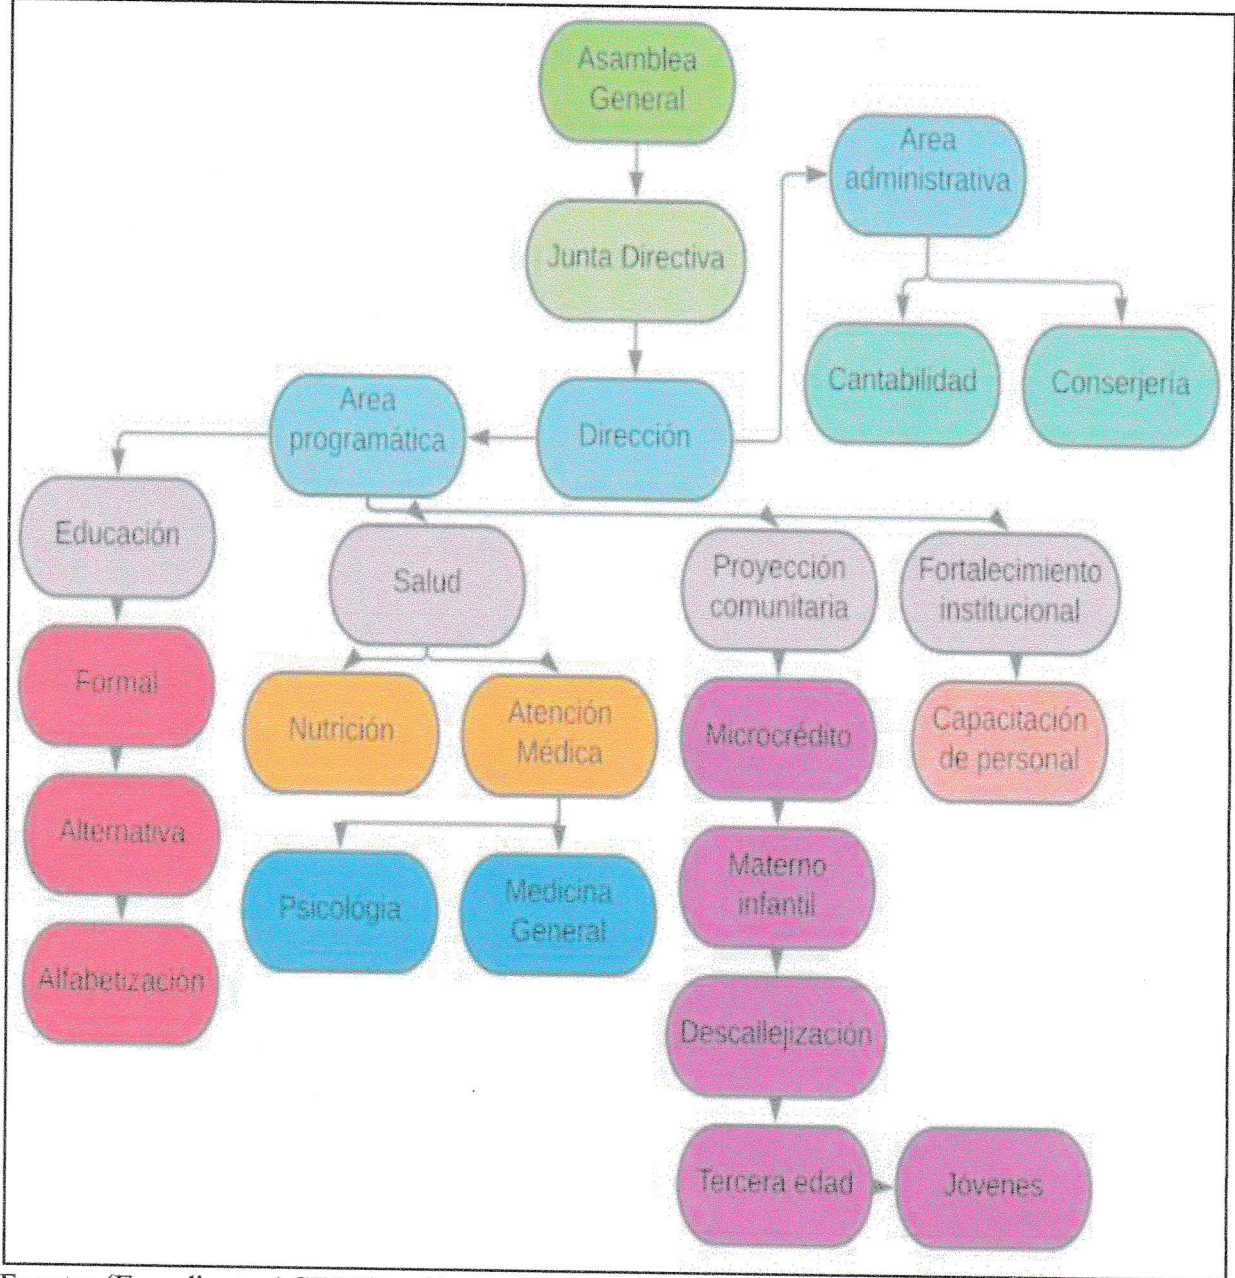 Asamblea
General
Area
administrativa
Junta Directiva
Cantabilidad
Conserjería
Area
programática
Dirección
Educación
Salud
Proyección
comunitaria
Fortalecimiento
institucional
Formal
Nutrición
Atención
Médica
Microcrédito
Capacitación
de personal
Alternativa
Materno
infantil
Psicológia
Medicina
General
Alfabetización
Descallejización
Tercera edad
Jóvenes